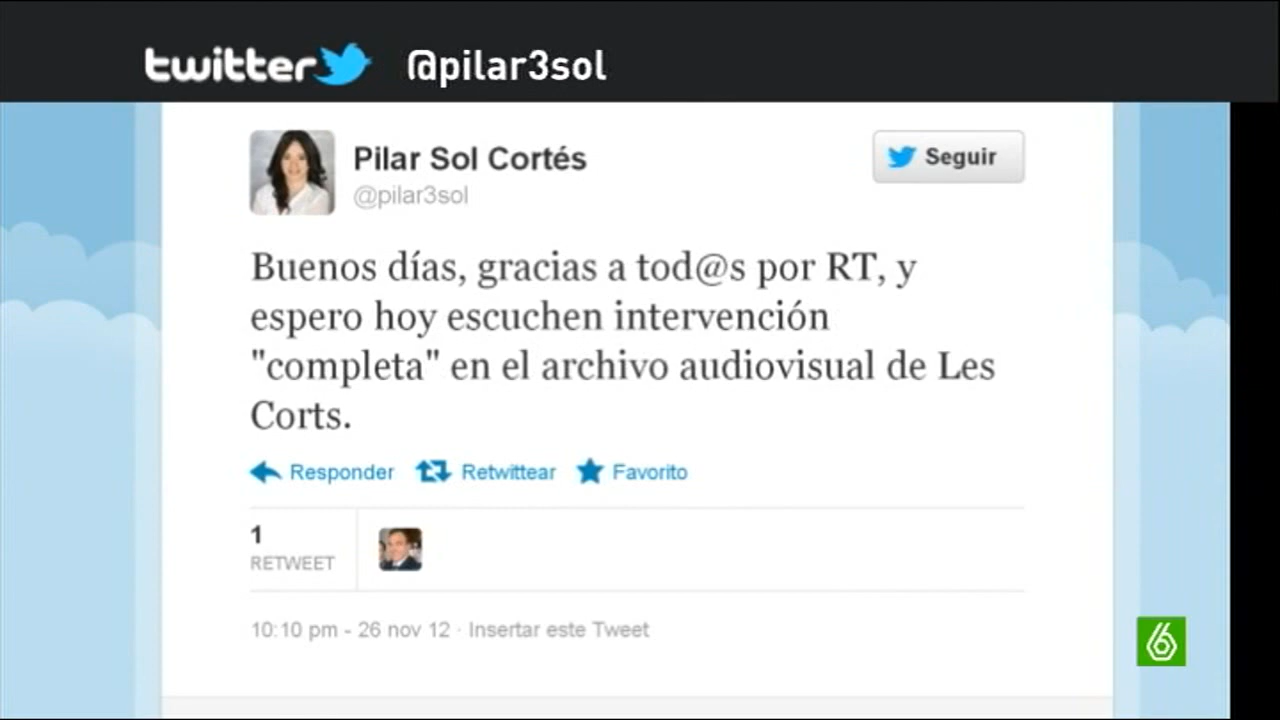 twitter @pilar3sol
Pilar Sol Cortés
@pilar3sol
Seguir
Buenos días, gracias a tod@s por RT, y
espero hoy escuchen intervención
"completa" en el archivo audiovisual de Les
Corts.
Responder Retwittear Favorito
1
RETWEET
10:10 pm - 26 nov 12 · Insertar este Tweet
6